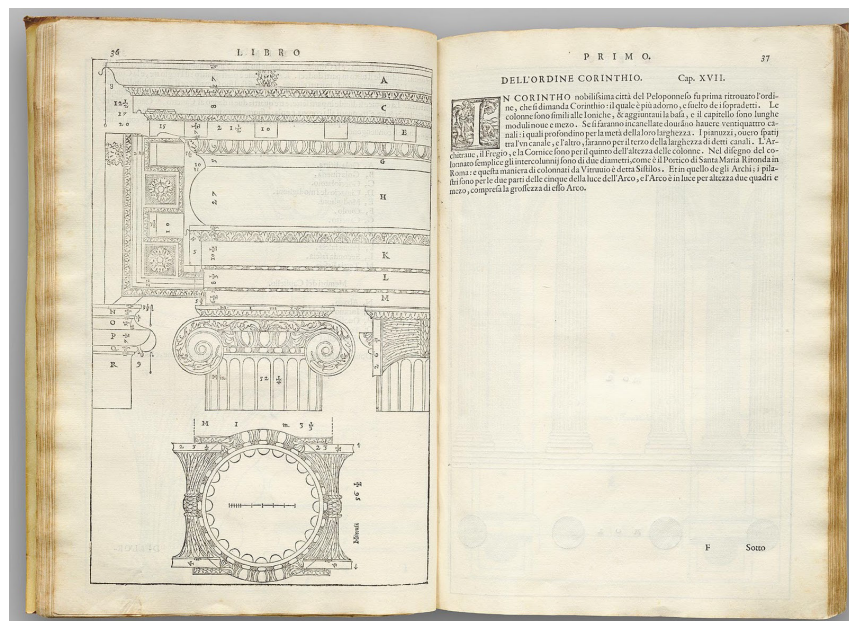 36
LIBRO
A
C
E
G
H
K
L
M
N
O
P
Q
R 9
M I m. 3
Minuti
PRIMO. 37
DELL'ORDINE CORINTHIO. Cap. XVII.
IN CORINTHO nobilissima città del Peloponneso fu prima ritrouato l'ordi-
ne, che si dimanda Corinthio: il quale è più adorno, e suelto de i sopradetti. Le
colonne sono simili alle Ioniche, & aggiuntaui la basa, e il capitello sono lunghe
moduli noue e mezo. Se si faranno incanellate douranno hauere ventiquattro ca-
nali: i quali profondino per la metà della loro larghezza. I pianuzzi, ouero spatij
tra l'vn canale, e l'altro, saranno per il terzo della larghezza di detti canali. L'Ar-
chitraue, il Fregio, e la Cornice sono per il quinto dell'altezza delle colonne. Nel disegno del co-
lonnato semplice gli intercolunnij sono di due diametri, come è il Portico di Santa Maria Ritonda in
Roma: e questa maniera di colonnati da Vitruuio è detta Sistilos. Et in quello de gli Archi; i pila-
stri sono per le due parti delle cinque della luce dell'Arco, e l'Arco è in luce per altezza due quadri e
mezo, compresa la grossezza di esso Arco.
F Sotto